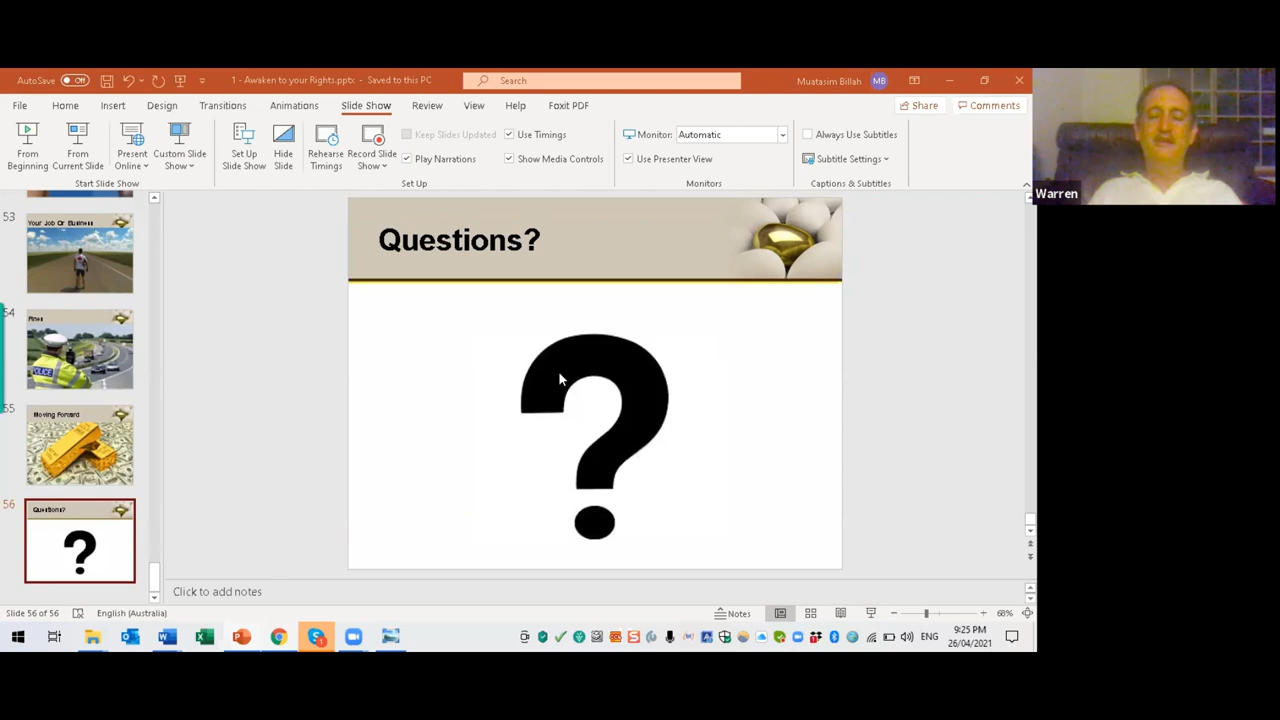 AutoSave Off 1 - Awaken to your Rights.pptx - Saved to this PC Search Muatasim Billah MB
File Home Insert Design Transitions Animations Slide Show Review View Help Foxit PDF Share Comments
From Beginning
From Current Slide
Present Online
Custom Slide Show
Start Slide Show
Set Up Slide Show
Hide Slide
Rehearse Timings
Record Slide Show
Keep Slides Updated
Play Narrations
Use Timings
Show Media Controls
Set Up
Monitor: Automatic
Use Presenter View
Monitors
Always Use Subtitles
Subtitle Settings
Captions & Subtitles
Warren
53
Your Job Or Business
54
Fines
POLICE
55
Moving Forward
56
Questions?
?
Questions?
?
Click to add notes
Slide 56 of 56 English (Australia) Notes 68%
ENG
9:25 PM
26/04/2021